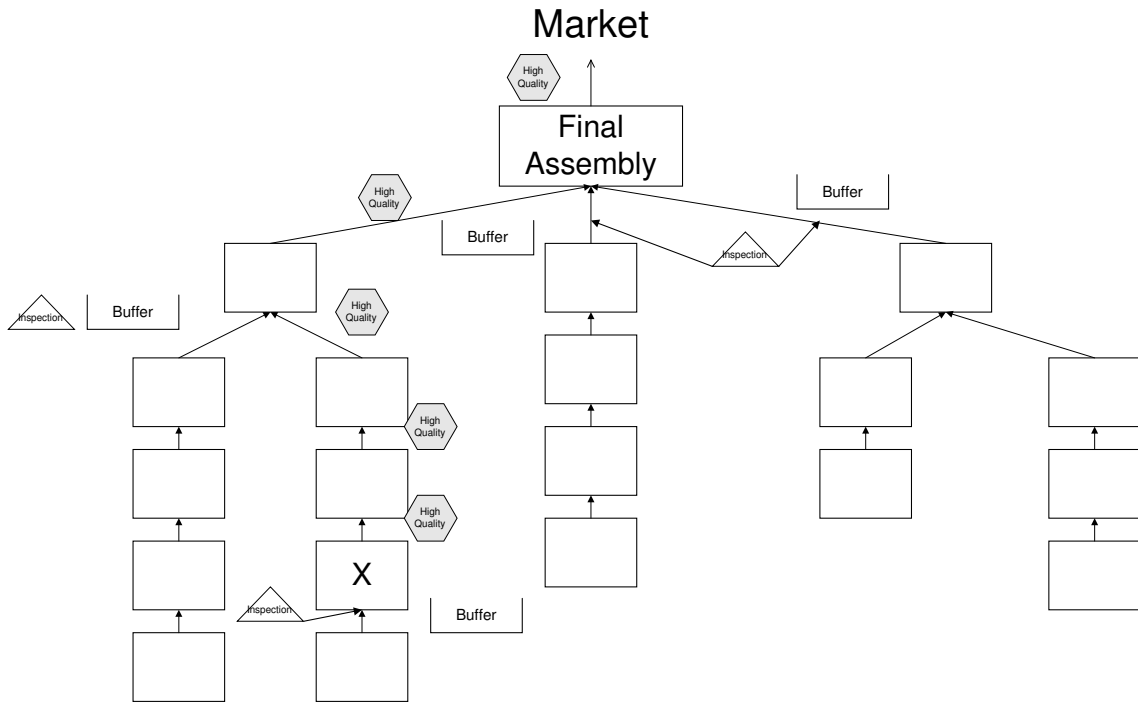 Market
High
Quality
Final
Assembly
High
Quality
Buffer
Buffer
Inspection
Inspection
Buffer
High
Quality
High
Quality
High
Quality
X
Inspection
Buffer